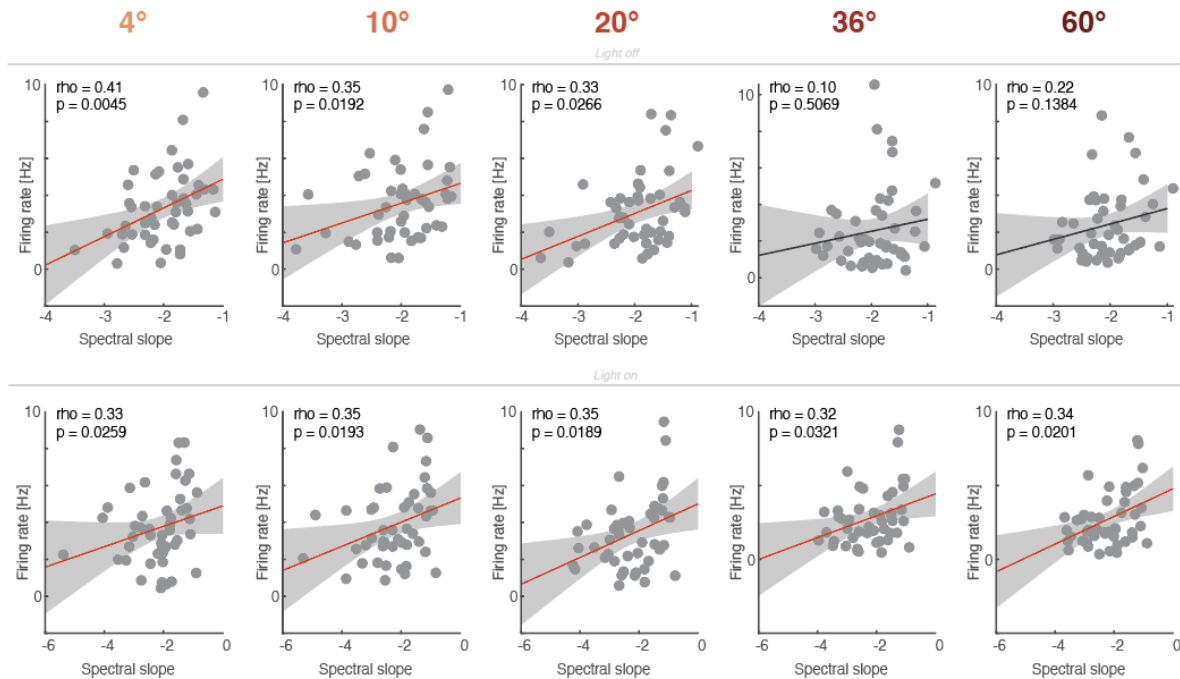 4° 10° 20° 36° 60°
Light off
rho = 0.41 rho = 0.35 rho = 0.33 rho = 0.10 rho = 0.22
p = 0.0045 p = 0.0192 p = 0.0266 p = 0.5069 p = 0.1384
10 10 10 10 10
Firing rate [Hz] Firing rate [Hz] Firing rate [Hz] Firing rate [Hz] Firing rate [Hz]
0 0 0 0 0
-4 -3 -2 -1 -4 -3 -2 -1 -4 -3 -2 -1 -4 -3 -2 -1 -4 -3 -2 -1
Spectral slope Spectral slope Spectral slope Spectral slope Spectral slope
Light on
rho = 0.33 rho = 0.35 rho = 0.35 rho = 0.32 rho = 0.34
p = 0.0259 p = 0.0193 p = 0.0189 p = 0.0321 p = 0.0201
10 10 10 10 10
Firing rate [Hz] Firing rate [Hz] Firing rate [Hz] Firing rate [Hz] Firing rate [Hz]
0 0 0 0 0
-6 -4 -2 0 -6 -4 -2 0 -6 -4 -2 0 -6 -4 -2 0 -6 -4 -2 0
Spectral slope Spectral slope Spectral slope Spectral slope Spectral slope